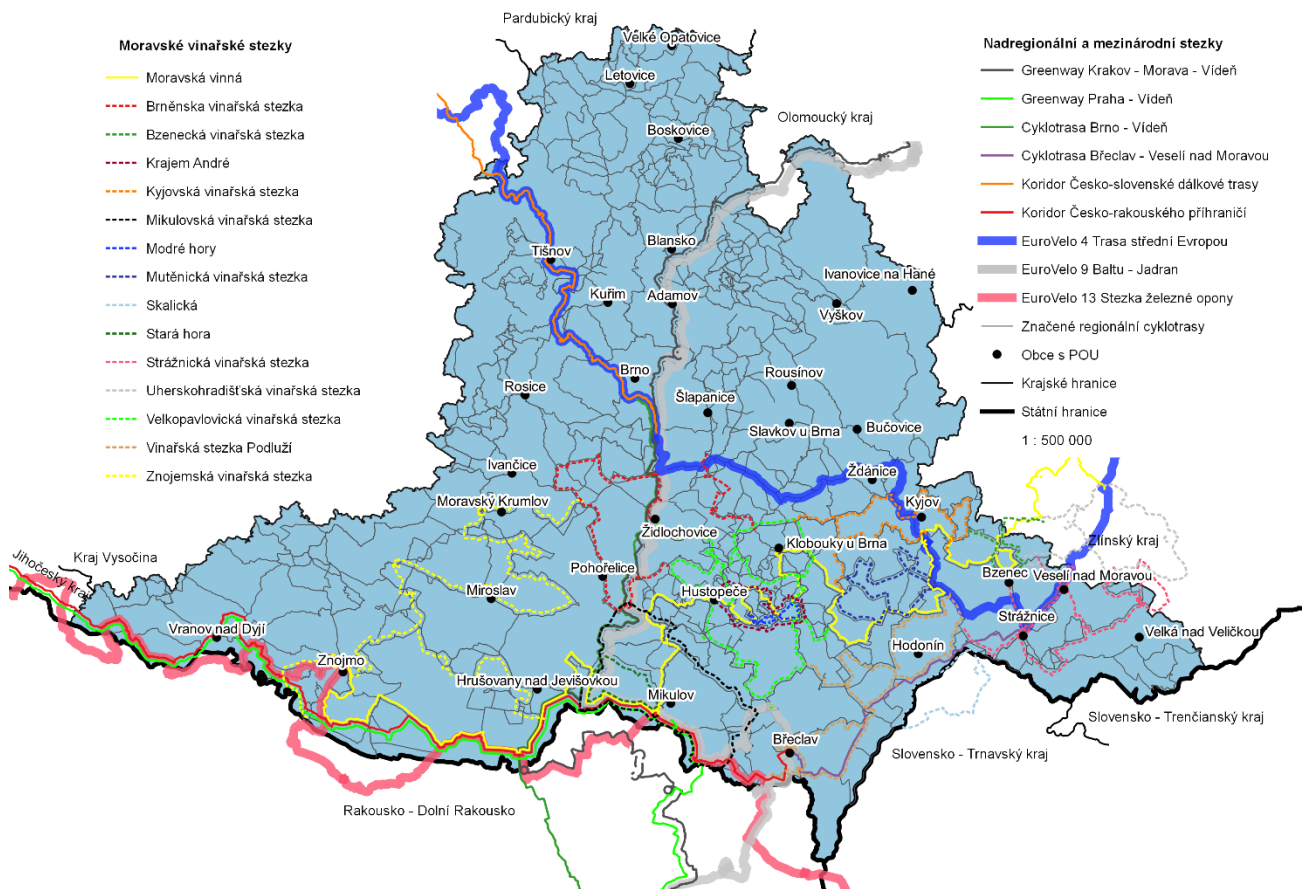 Moravské vinařské stezky
Moravská vinná
Brněnska vinařská stezka
Bzenecká vinařská stezka
Krajem André
Kyjovská vinařská stezka
Mikulovská vinařská stezka
Modré hory
Mutěnická vinařská stezka
Skalická
Stará hora
Strážnická vinařská stezka
Uherskohradišťská vinařská stezka
Velkopavlovická vinařská stezka
Vinařská stezka Podluží
Znojemská vinařská stezka
Nadregionální a mezinárodní stezky
Greenway Krakov - Morava - Vídeň
Greenway Praha - Vídeň
Cyklotrasa Brno - Vídeň
Cyklotrasa Břeclav - Veselí nad Moravou
Koridor Česko-slovenské dálkové trasy
Koridor Česko-rakouského příhraničí
EuroVelo 4 Trasa střední Evropou
EuroVelo 9 Baltu - Jadran
EuroVelo 13 Stezka železné opony
Značené regionální cyklotrasy
Obce s POU
Krajské hranice
Státní hranice
1 : 500 000
Pardubický kraj
Velké Opatovice
Letovice
Boskovice
Olomoucký kraj
Blansko
Tišnov
Ivanovice na Hané
Kuřim
Adamov
Vyškov
Brno
Rousínov
Rosice
Šlapanice
Slavkov u Brna
Bučovice
Ivančice
Ždánice
Moravský Krumlov
Kyjov
Židlochovice
Klobouky u Brna
Zlínský kraj
Jihočeský kraj
Kraj Vysočina
Pohořelice
Bzenec
Veselí nad Moravou
Miroslav
Hustopeče
Strážnice
Vranov nad Dyjí
Velká nad Veličkou
Znojmo
Hodonín
Hrušovany nad Jevišovkou
Mikulov
Slovensko - Trenčianský kraj
Břeclav
Slovensko - Trnavský kraj
Rakousko - Dolní Rakousko